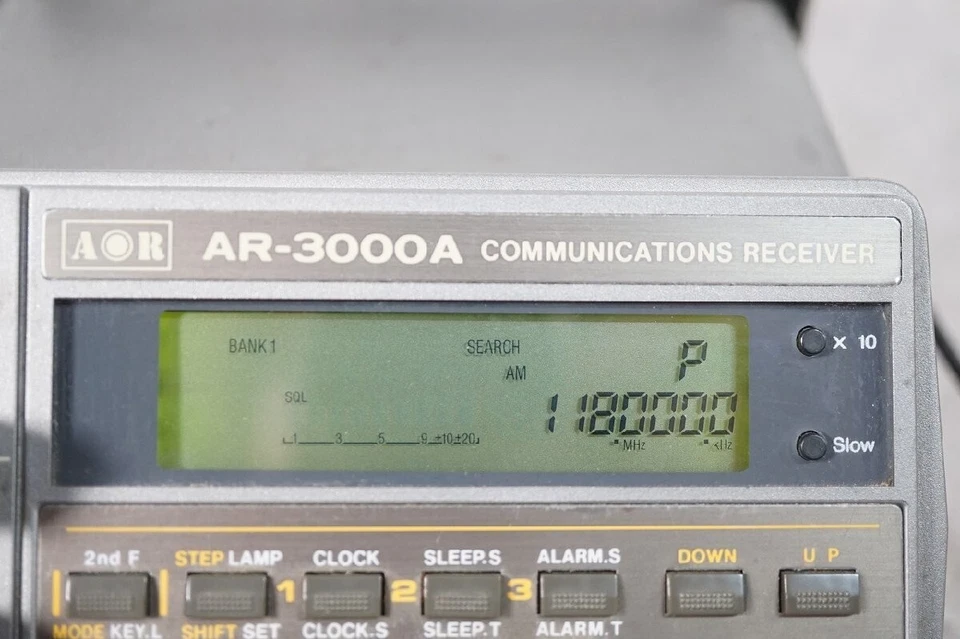 AOR AR-3000A COMMUNICATIONS RECEIVER
BANK1 SEARCH P
AM
SQL 1180000
1 3 5 9 ±10 ±20
MHz kHz
X 10
Slow
2nd F STEP LAMP CLOCK SLEEP.S ALARM.S DOWN UP
1 2 3
MODE KEY.L SHIFT SET CLOCK.S SLEEP.T ALARM.T